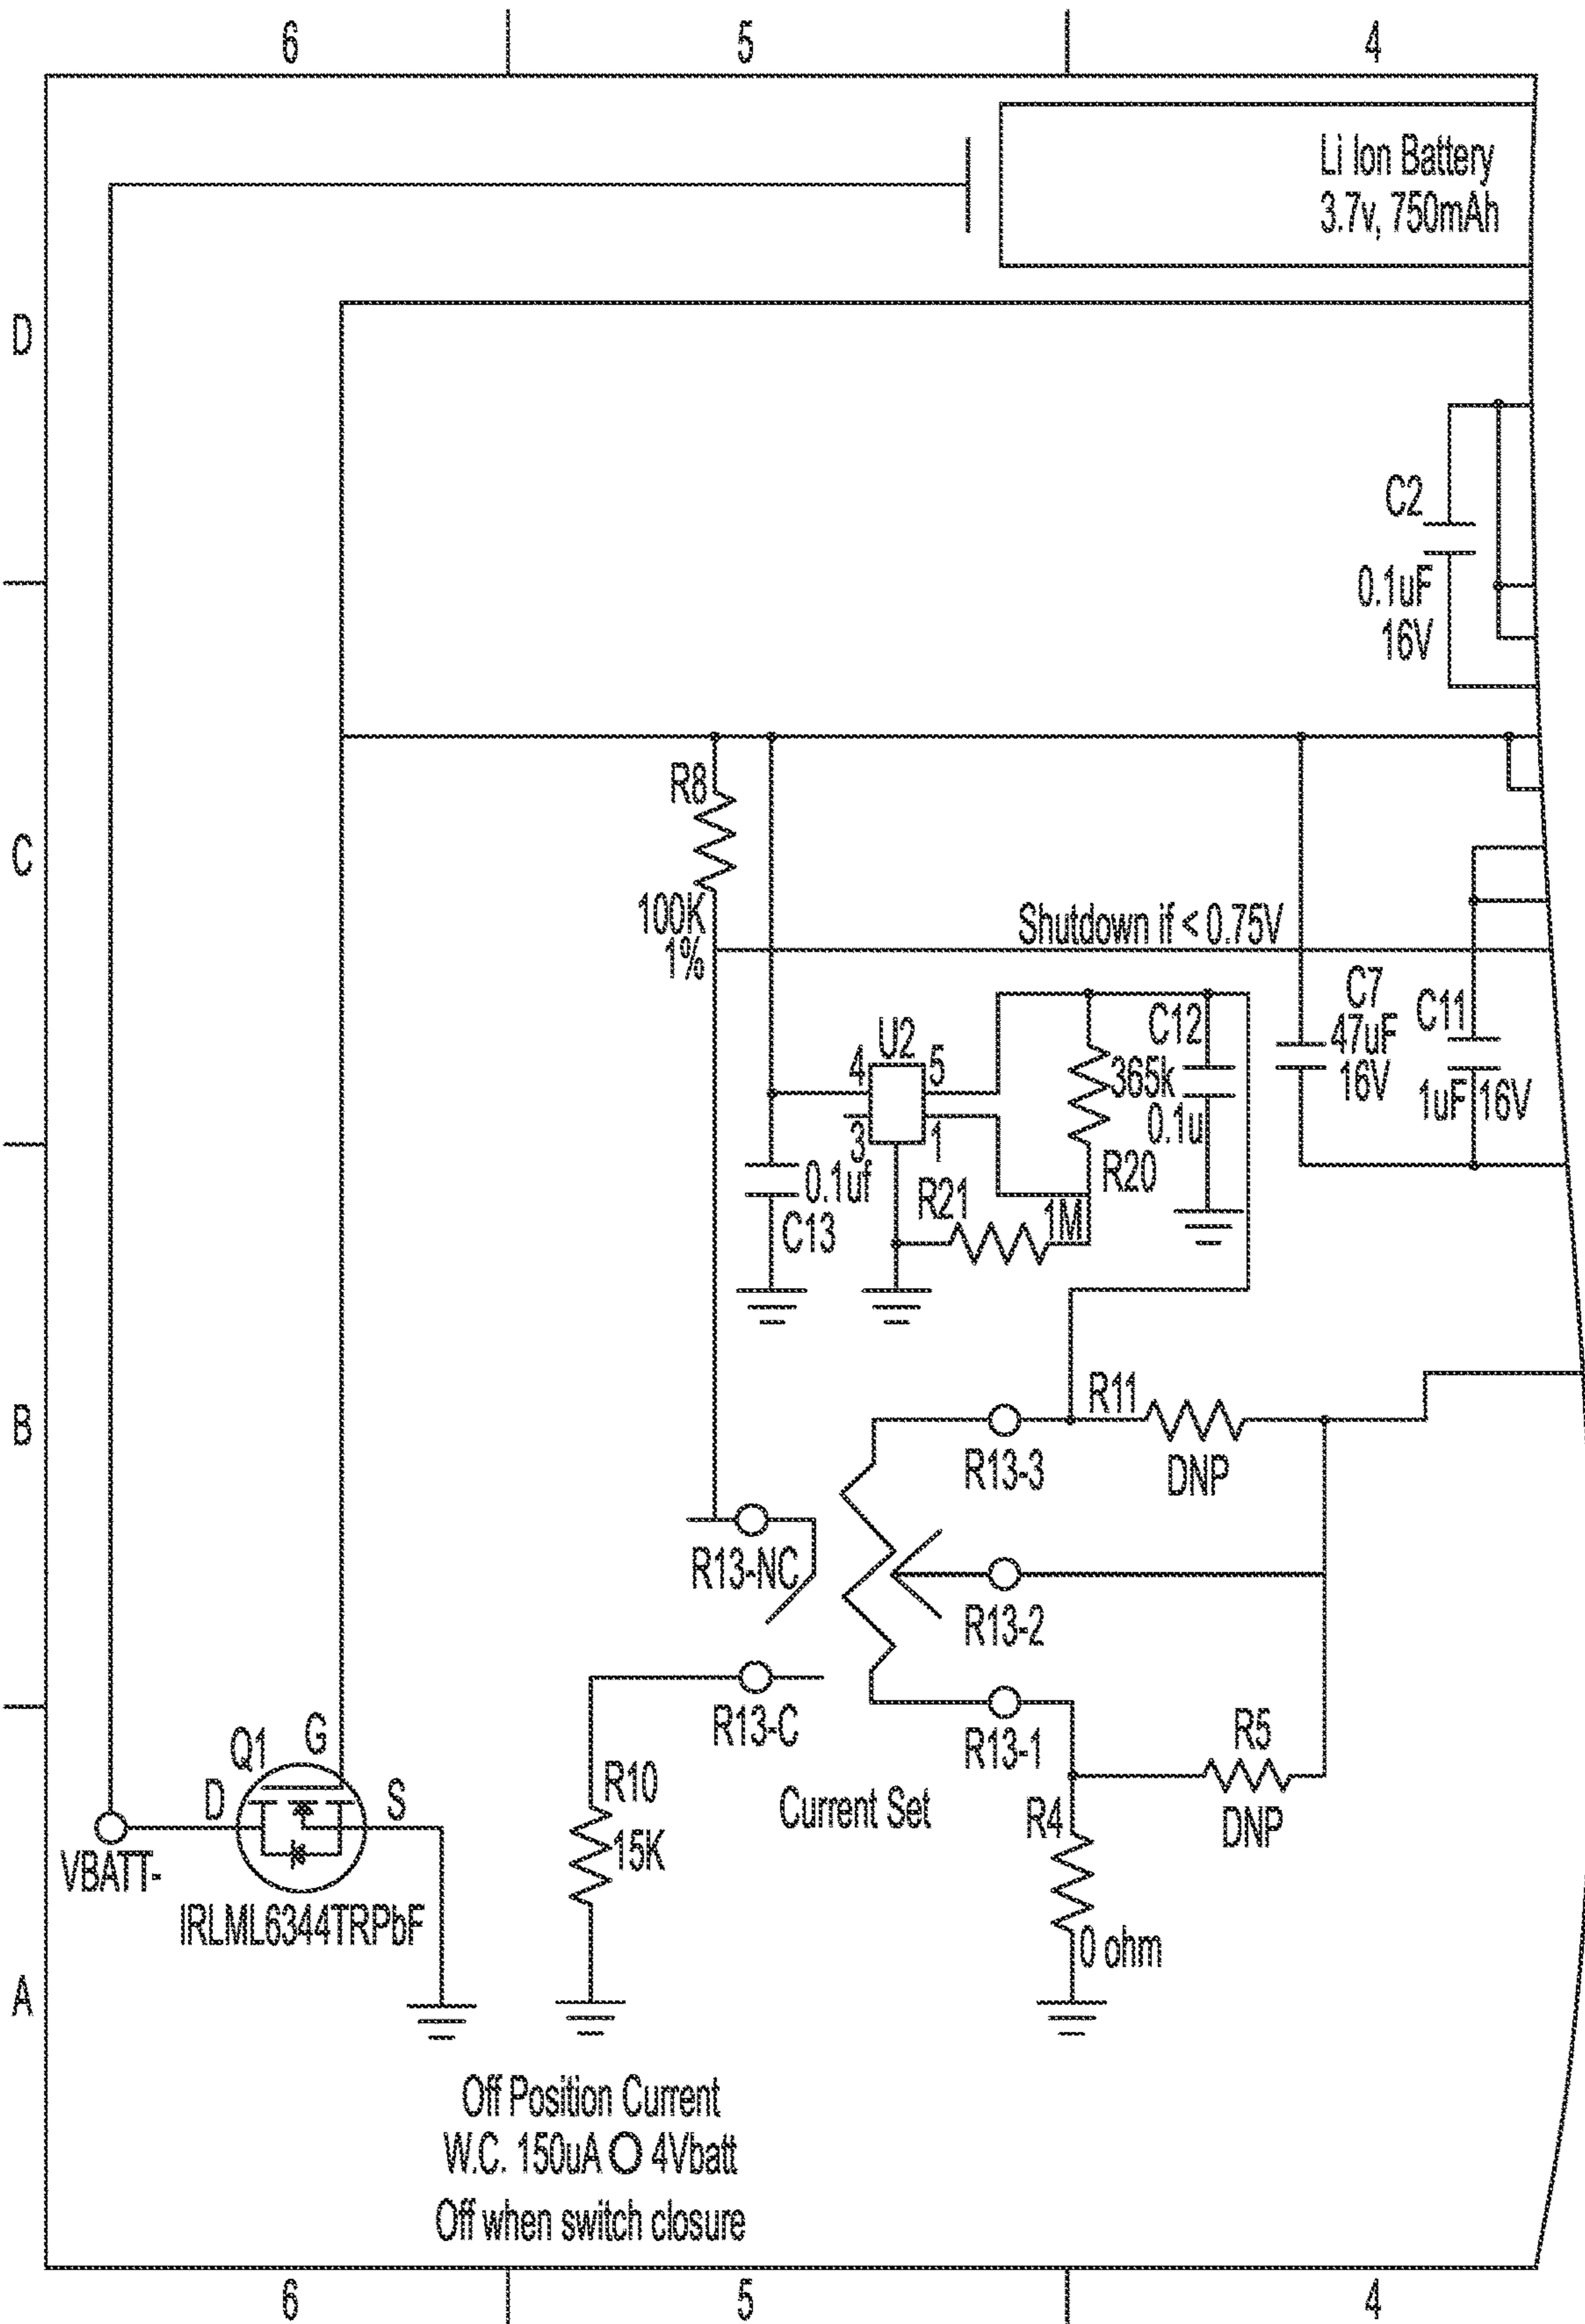 6 5 4
Li Ion Battery
3.7v, 750mAh
D
C2
0.1uF
16V
R8
C
100K
1%
Shutdown if < 0.75V
C7
47uF
16V
C11
1uF 16V
C12
0.1u
U2
4 5
3 1
365k
R20
0.1uf
C13
R21
1M
B
R11
DNP
R13-3
R13-NC
R13-2
R13-C
R13-1
R5
DNP
Current Set
R4
0 ohm
Q1
G
D S
VBATT-
IRLML6344TRPbF
R10
15K
A
Off Position Current
W.C. 150uA O 4Vbatt
Off when switch closure
6 5 4